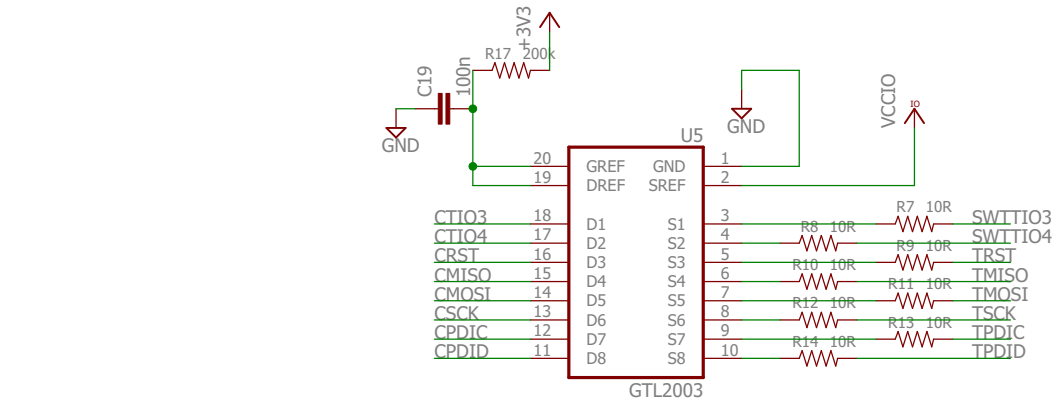 +3V3
R17 200k
C19
100n
GND
GND
VCCIO
IO
U5
20 GREF GND 1
19 DREF SREF 2
CTIO3 18 D1 S1 3 R7 10R SWTTIO3
CTIO4 17 D2 S2 4 R8 10R SWTTIO4
CRST 16 D3 S3 5 R9 10R TRST
CMISO 15 D4 S4 6 R10 10R TMISO
CMOSI 14 D5 S5 7 R11 10R TMOSI
CSCK 13 D6 S6 8 R12 10R TSCK
CPDIC 12 D7 S7 9 R13 10R TPDIC
CPDID 11 D8 S8 10 R14 10R TPDID
GTL2003